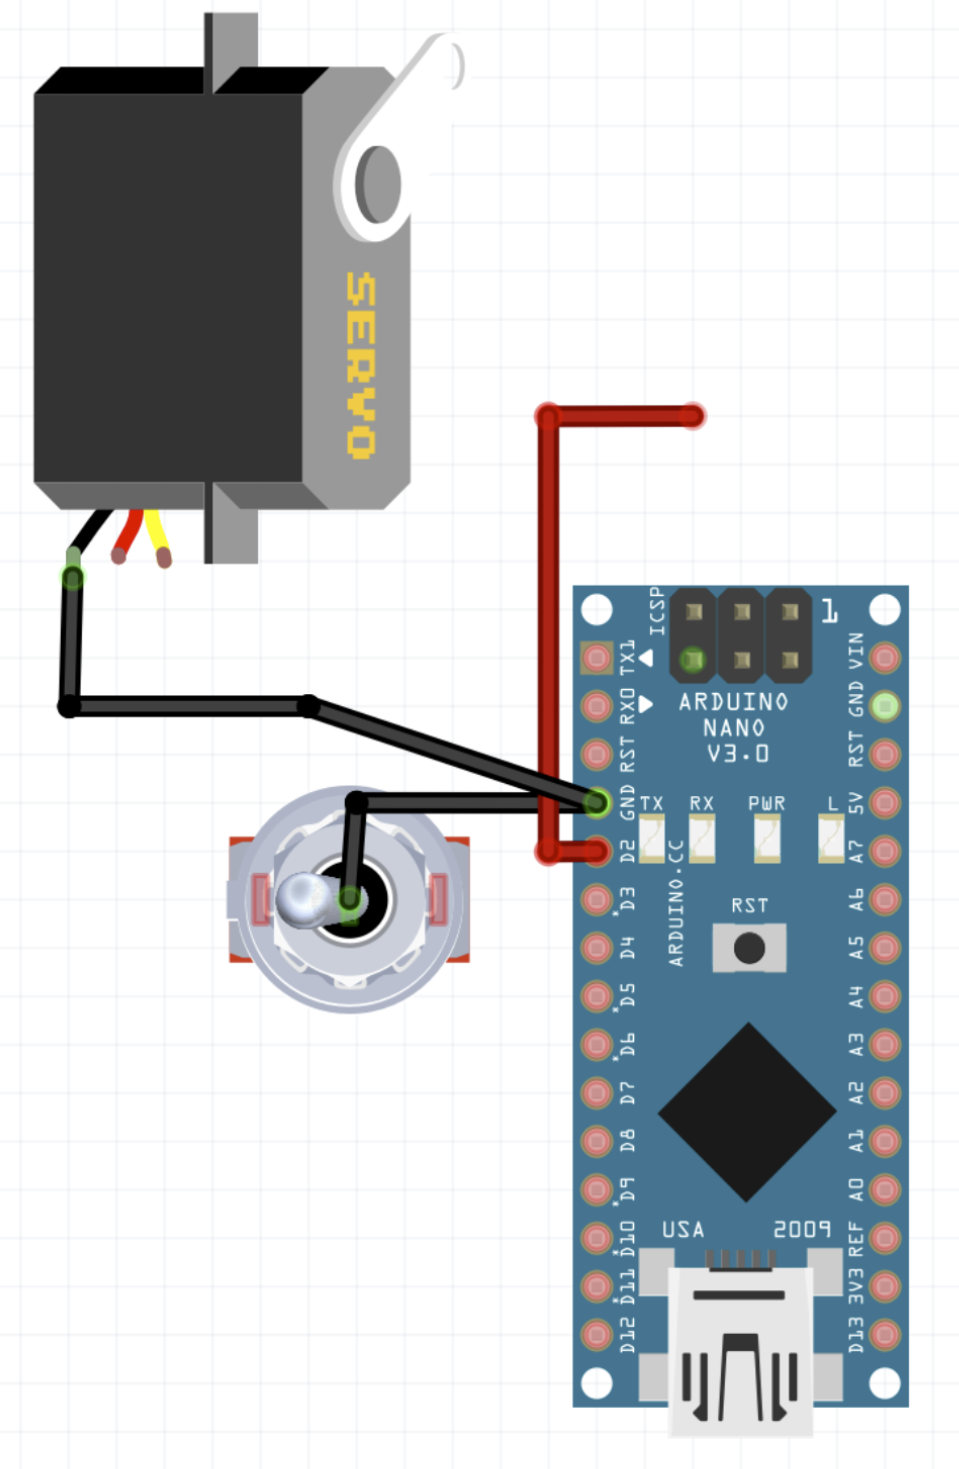 SERVO
ICSP
1
TX1
RX0
RST
GND
D2
*D3
D4
*D5
*D6
D7
D8
*D9
*D10
*D11
D12
ARDUINO
NANO
V3.0
TX RX PWR L
ARDUINO.CC
RST
USA 2009
VIN
GND
RST
5V
A7
A6
A5
A4
A3
A2
A1
A0
REF
3V3
D13